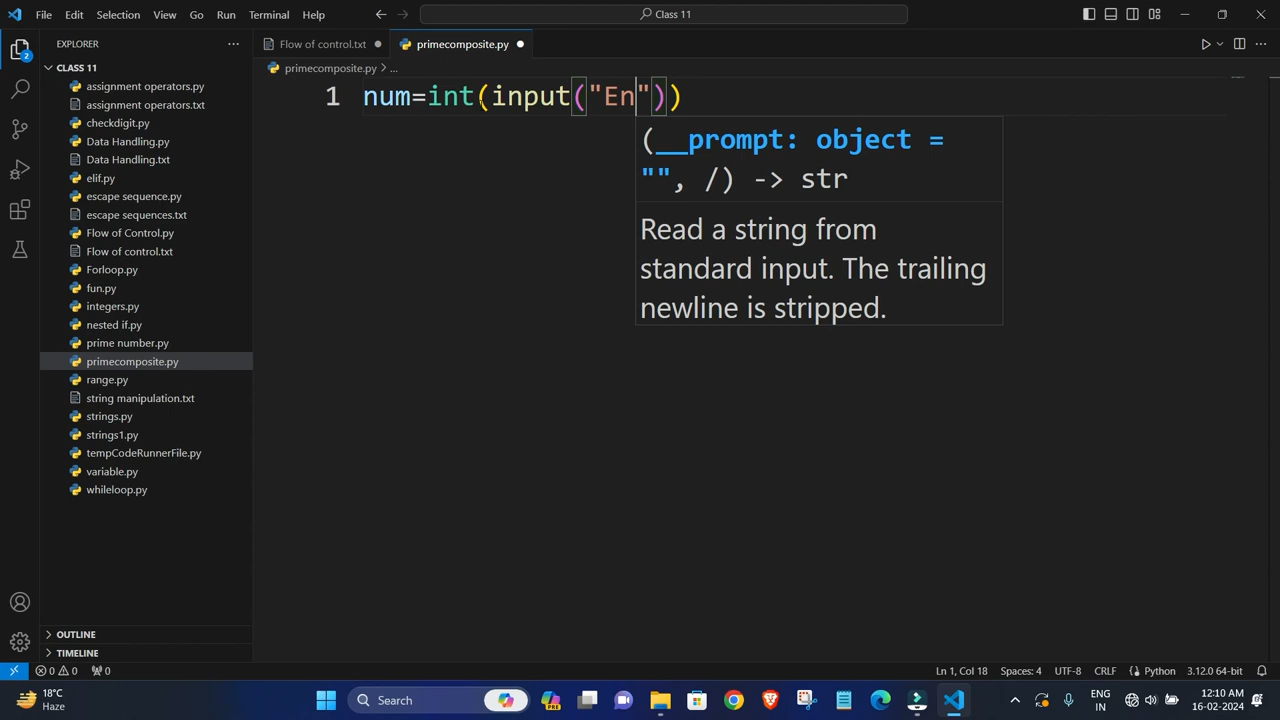 File Edit Selection View Go Run Terminal Help
Class 11
EXPLORER
Flow of control.txt
primecomposite.py
primecomposite.py > ...
CLASS 11
assignment operators.py
assignment operators.txt
checkdigit.py
Data Handling.py
Data Handling.txt
elif.py
escape sequence.py
escape sequences.txt
Flow of Control.py
Flow of control.txt
Forloop.py
fun.py
integers.py
nested if.py
prime number.py
primecomposite.py
range.py
string manipulation.txt
strings.py
strings1.py
tempCodeRunnerFile.py
variable.py
whileloop.py
OUTLINE
TIMELINE
2
1 num=int(input("En"))
(__prompt: object =
"", /) -> str
Read a string from
standard input. The trailing
newline is stripped.
0 0 0
Ln 1, Col 18 Spaces: 4 UTF-8 CRLF Python 3.12.0 64-bit
18°C
Haze
Search
PRE
ENG
IN
12:10 AM
16-02-2024